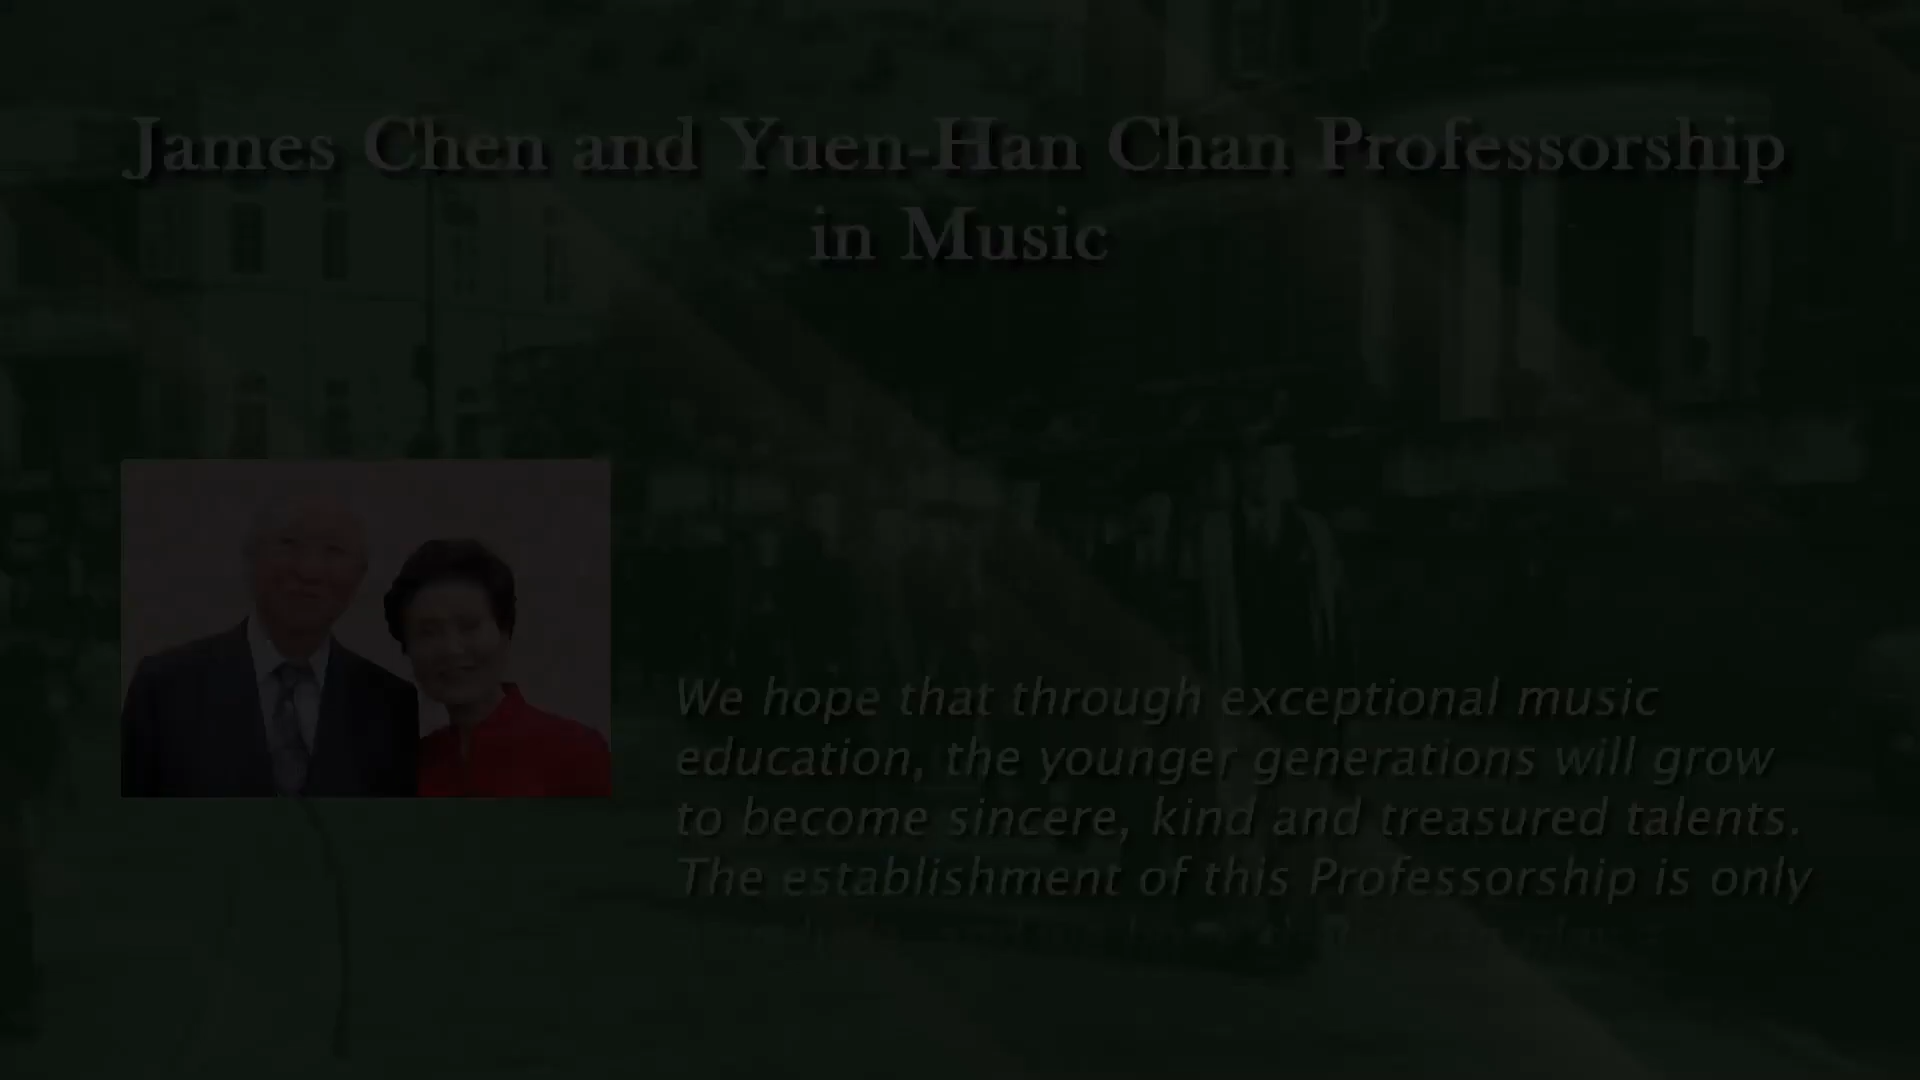 James Chen and Yuen-Han Chan Professorship
in Music
We hope that through exceptional music
education, the younger generations will grow
to become sincere, kind and treasured talents.
The establishment of this Professorship is only